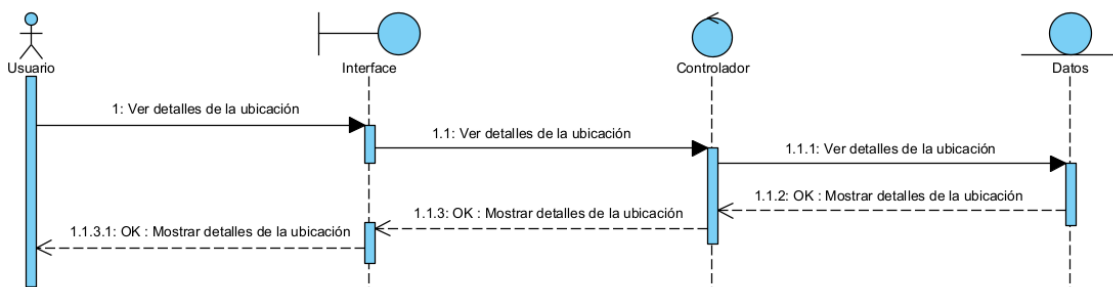 Usuario
Interface
Controlador
Datos
1: Ver detalles de la ubicación
1.1: Ver detalles de la ubicación
1.1.1: Ver detalles de la ubicación
1.1.2: OK : Mostrar detalles de la ubicación
1.1.3: OK : Mostrar detalles de la ubicación
1.1.3.1: OK : Mostrar detalles de la ubicación